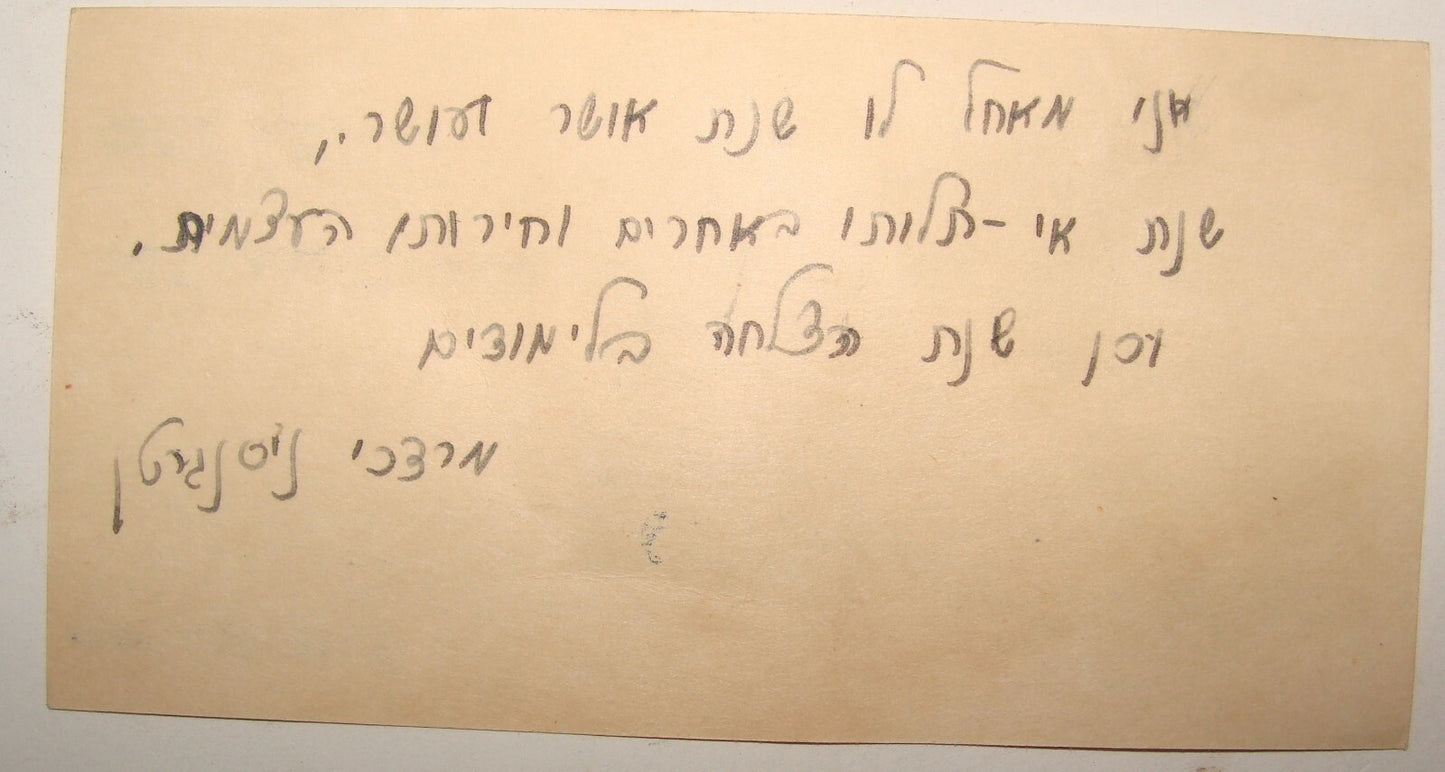 אני מאחל לו שנת אושר ועושר.,
שנת אי-תלותו באחרים וחירותו העצמית.
וכן שנת הצלחה בלימודים
מרדכי ניסנגרטן